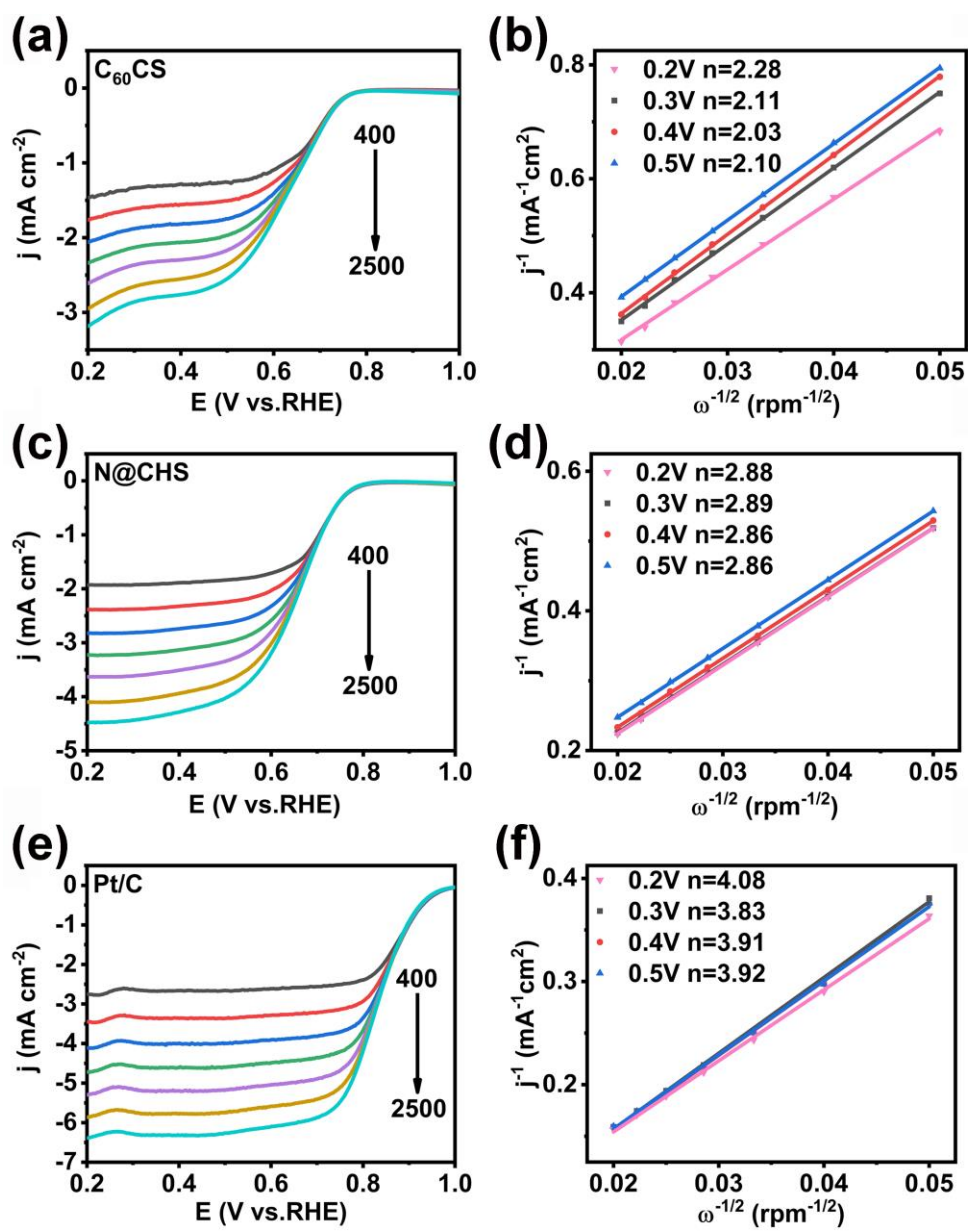 (a)
C₆₀CS
400
2500
0
-1
-2
-3
0.2 0.4 0.6 0.8 1.0
E (V vs.RHE)
j (mA cm⁻²)
(b)
0.2V n=2.28
0.3V n=2.11
0.4V n=2.03
0.5V n=2.10
0.8
0.6
0.4
0.02 0.03 0.04 0.05
ω⁻¹/² (rpm⁻¹/²)
j⁻¹ (mA⁻¹cm²)
(c)
N@CHS
400
2500
0
-1
-2
-3
-4
-5
0.2 0.4 0.6 0.8 1.0
E (V vs.RHE)
j (mA cm⁻²)
(d)
0.2V n=2.88
0.3V n=2.89
0.4V n=2.86
0.5V n=2.86
0.6
0.4
0.2
0.02 0.03 0.04 0.05
ω⁻¹/² (rpm⁻¹/²)
j⁻¹ (mA⁻¹cm²)
(e)
Pt/C
400
2500
0
-1
-2
-3
-4
-5
-6
-7
0.2 0.4 0.6 0.8 1.0
E (V vs.RHE)
j (mA cm⁻²)
(f)
0.2V n=4.08
0.3V n=3.83
0.4V n=3.91
0.5V n=3.92
0.4
0.3
0.2
0.02 0.03 0.04 0.05
ω⁻¹/² (rpm⁻¹/²)
j⁻¹ (mA⁻¹cm²)